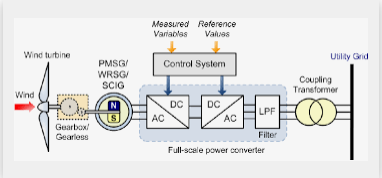 Measured
Variables
Reference
Values
Wind turbine
PMSG/
WRSG/
SCIG
Control System
Utility Grid
Coupling
Transformer
Wind
N
S
DC
AC
DC
AC
LPF
Gearbox/
Gearless
Filter
Full-scale power converter